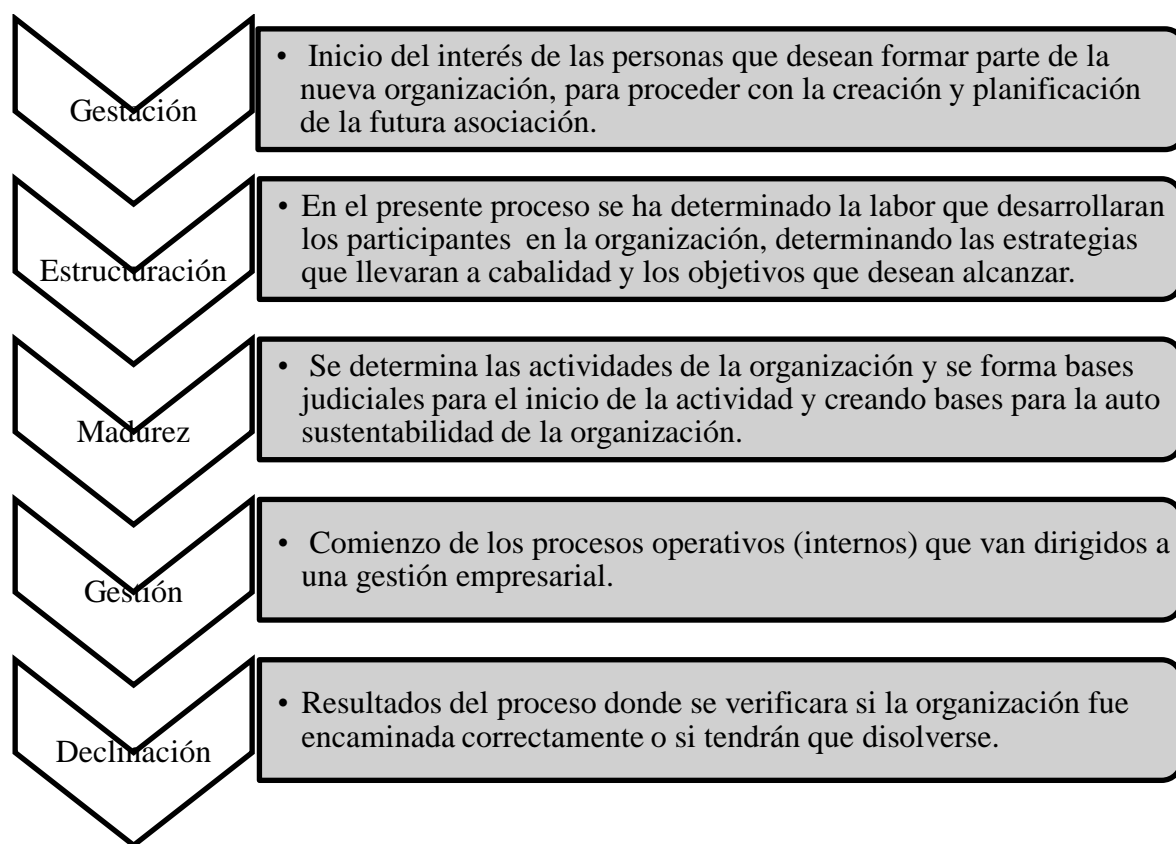 Gestación
• Inicio del interés de las personas que desean formar parte de la
nueva organización, para proceder con la creación y planificación
de la futura asociación.
Estructuración
• En el presente proceso se ha determinado la labor que desarrollaran
los participantes en la organización, determinando las estrategias
que llevaran a cabalidad y los objetivos que desean alcanzar.
Madurez
• Se determina las actividades de la organización y se forma bases
judiciales para el inicio de la actividad y creando bases para la auto
sustentabilidad de la organización.
Gestión
• Comienzo de los procesos operativos (internos) que van dirigidos a
una gestión empresarial.
Declinación
• Resultados del proceso donde se verificara si la organización fue
encaminada correctamente o si tendrán que disolverse.